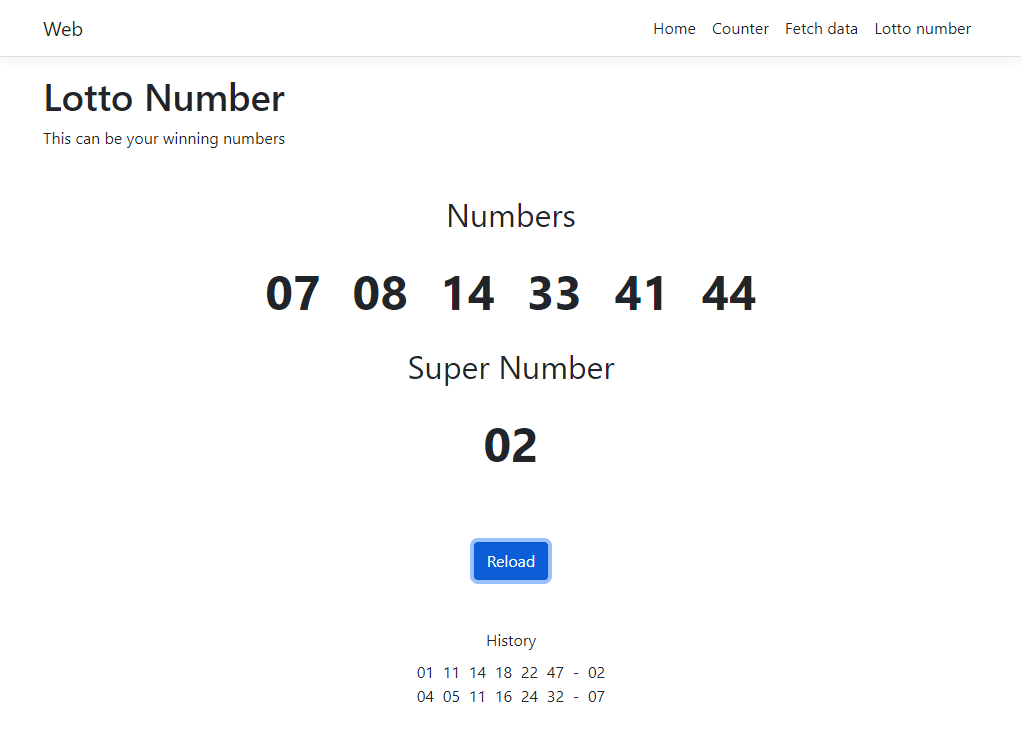 Web Home Counter Fetch data Lotto number
Lotto Number
This can be your winning numbers
Numbers
07 08 14 33 41 44
Super Number
02
Reload
History
01 11 14 18 22 47 - 02
04 05 11 16 24 32 - 07